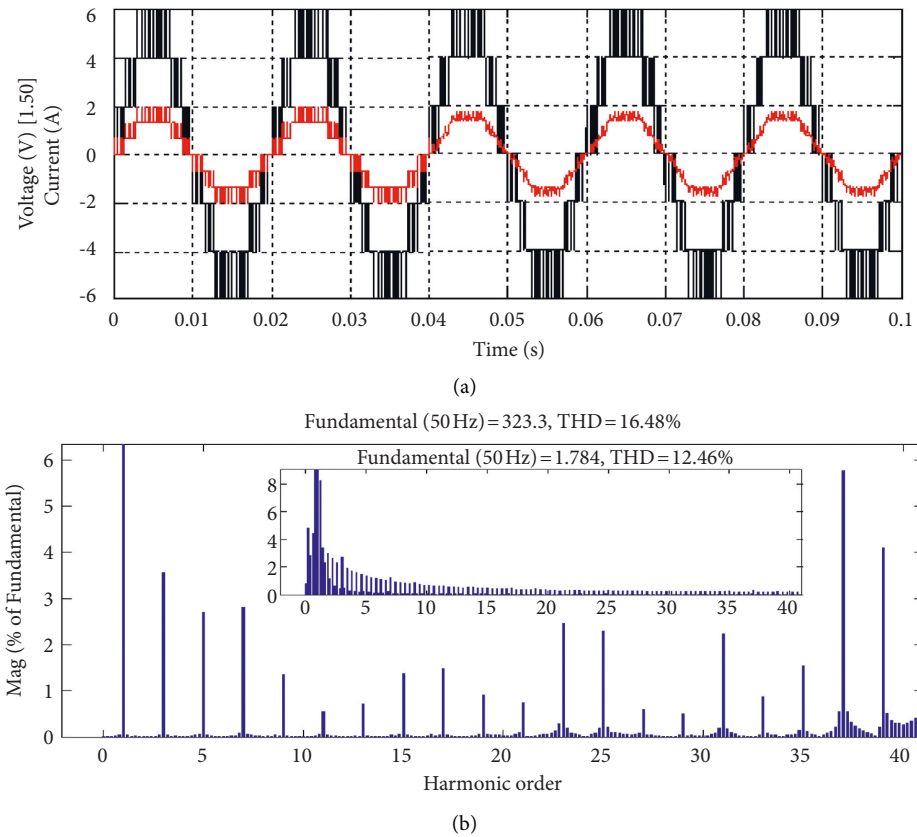 (a)
6
4
2
0
-2
-4
-6
Voltage (V) [1.50]
Current (A)
0 0.01 0.02 0.03 0.04 0.05 0.06 0.07 0.08 0.09 0.1
Time (s)
(a)
Fundamental (50 Hz) = 323.3, THD = 16.48%
6
5
4
3
2
1
0
Mag (% of Fundamental)
Fundamental (50 Hz) = 1.784, THD = 12.46%
8
6
4
2
0
0 5 10 15 20 25 30 35 40
0 5 10 15 20 25 30 35 40
Harmonic order
(b)